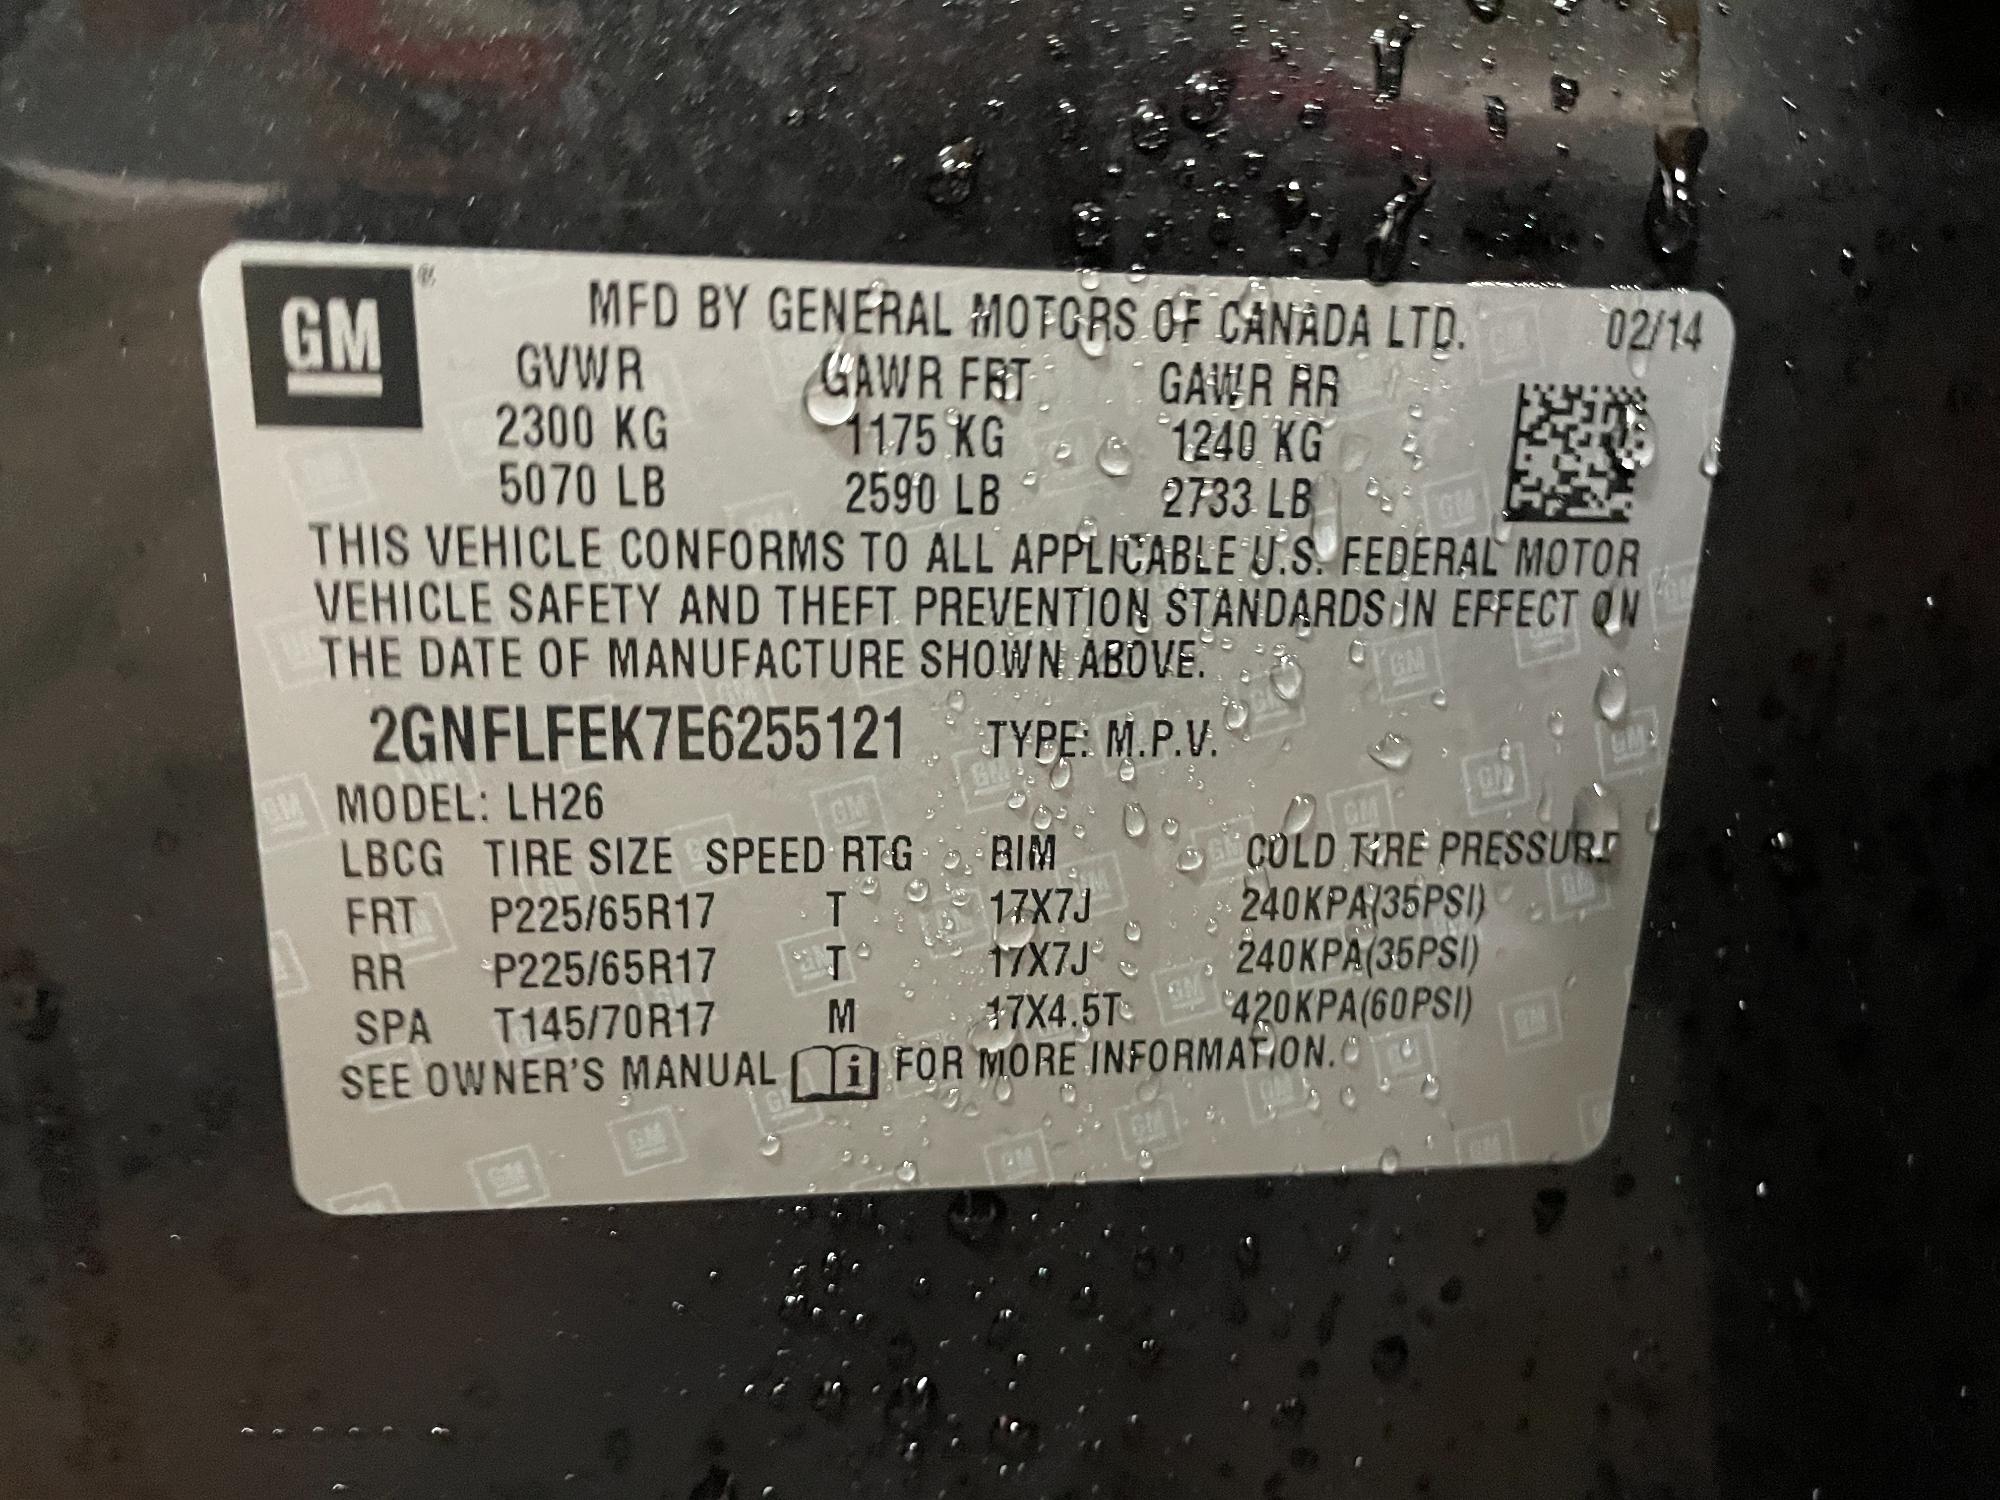 GM ®
MFD BY GENERAL MOTORS OF CANADA LTD. 02/14
GVWR GAWR FRT GAWR RR
2300 KG 1175 KG 1240 KG
5070 LB 2590 LB 2733 LB
THIS VEHICLE CONFORMS TO ALL APPLICABLE U.S. FEDERAL MOTOR
VEHICLE SAFETY AND THEFT PREVENTION STANDARDS IN EFFECT ON
THE DATE OF MANUFACTURE SHOWN ABOVE.
2GNFLFEK7E6255121 TYPE: M.P.V.
MODEL: LH26
LBCG TIRE SIZE SPEED RTG RIM COLD TIRE PRESSURE
FRT P225/65R17 T 17X7J 240KPA(35PSI)
RR P225/65R17 T 17X7J 240KPA(35PSI)
SPA T145/70R17 M 17X4.5T 420KPA(60PSI)
SEE OWNER'S MANUAL i FOR MORE INFORMATION.